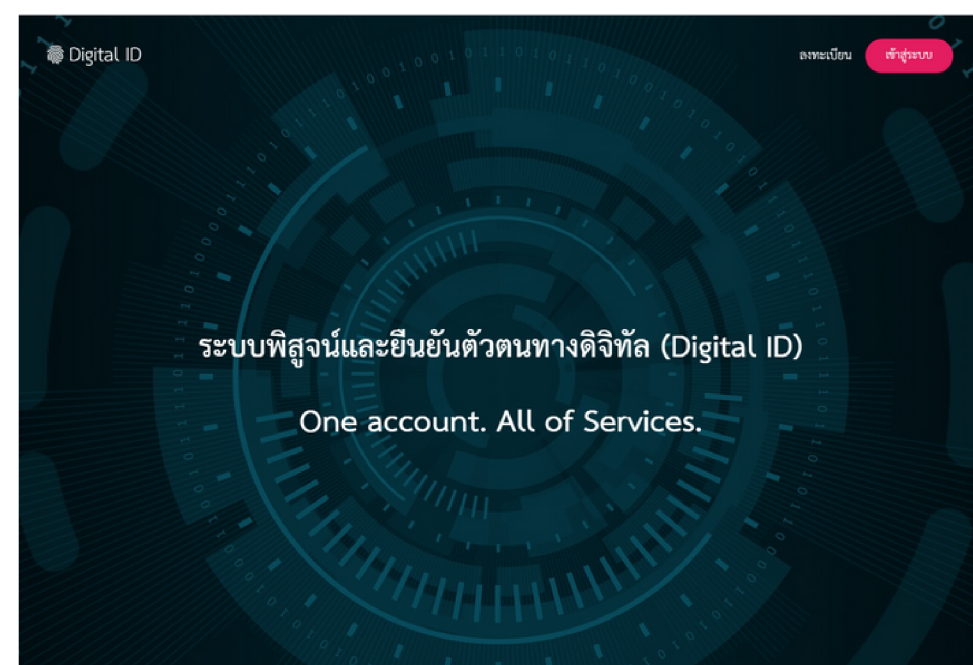 Digital ID
ลงทะเบียน
เข้าสู่ระบบ
ระบบพิสูจน์และยืนยันตัวตนทางดิจิทัล (Digital ID)
One account. All of Services.